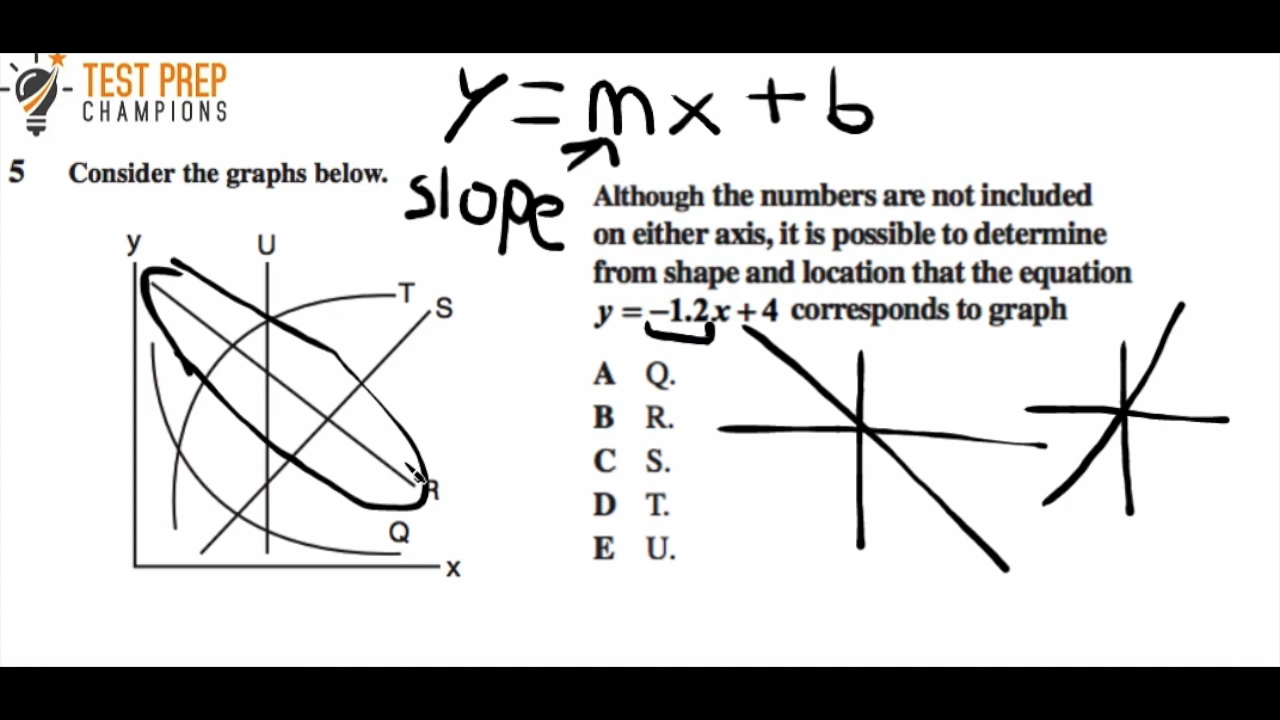 TEST PREP
CHAMPIONS
y = mx + b
slope
5 Consider the graphs below.
y
U
T
S
R
Q
x
Although the numbers are not included
on either axis, it is possible to determine
from shape and location that the equation
y = −1.2x + 4 corresponds to graph
A Q.
B R.
C S.
D T.
E U.